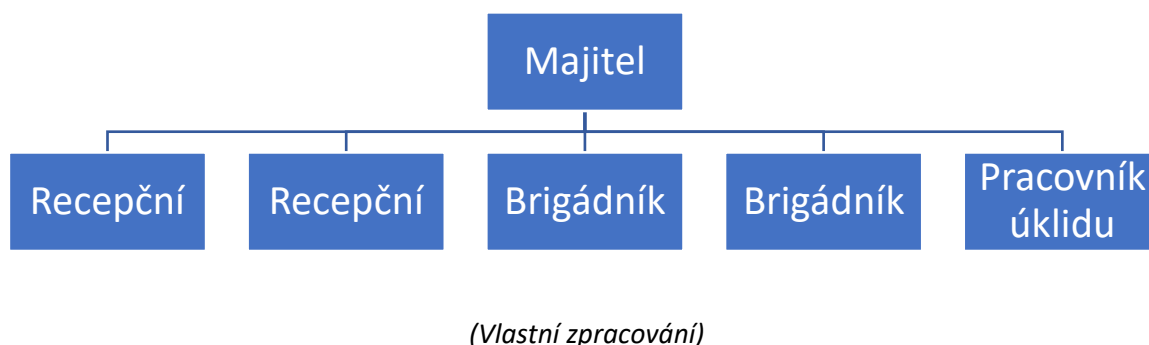 Majitel
Recepční
Recepční
Brigádník
Brigádník
Pracovník
úklidu
(Vlastní zpracování)